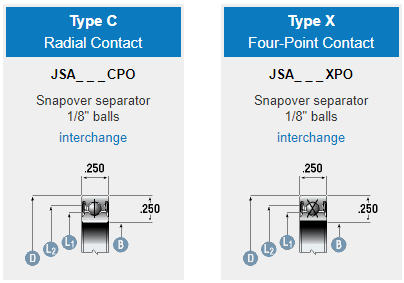 Type C
Radial Contact
JSA_ _ _CPO
Snapover separator
1/8" balls
interchange
.250
.250
D
L2
L1
B
Type X
Four-Point Contact
JSA_ _ _XPO
Snapover separator
1/8" balls
interchange
.250
.250
D
L2
L1
B